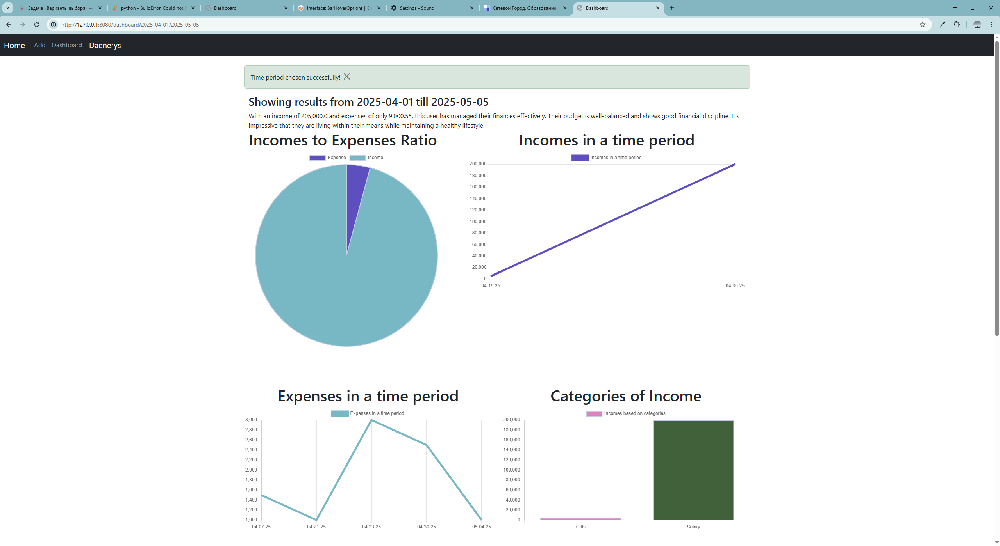 Задача «Варианты выбора» —
python - BuildError: Could not
Dashboard
Interface: BarHoverOptions | Ch
Settings - Sound
Сетевой Город. Образование.
Dashboard
http://127.0.0.1:8080/dashboard/2025-04-01/2025-05-05
Home Add Dashboard Daenerys
Time period chosen successfully!
Showing results from 2025-04-01 till 2025-05-05
With an income of 205,000.0 and expenses of only 9,000.55, this user has managed their finances effectively. Their budget is well-balanced and shows good financial discipline. It's
impressive that they are living within their means while maintaining a healthy lifestyle.
Incomes to Expenses Ratio
Expense Income
Incomes in a time period
Incomes in a time period
200,000
180,000
160,000
140,000
120,000
100,000
80,000
60,000
40,000
20,000
0
04-15-25 04-30-25
Expenses in a time period
Expenses in a time period
3,000
2,800
2,600
2,400
2,200
2,000
1,800
1,600
1,400
1,200
1,000
04-07-25 04-21-25 04-23-25 04-30-25 05-04-25
Categories of Income
Incomes based on categories
200,000
180,000
160,000
140,000
120,000
100,000
80,000
60,000
40,000
20,000
0
Gifts Salary